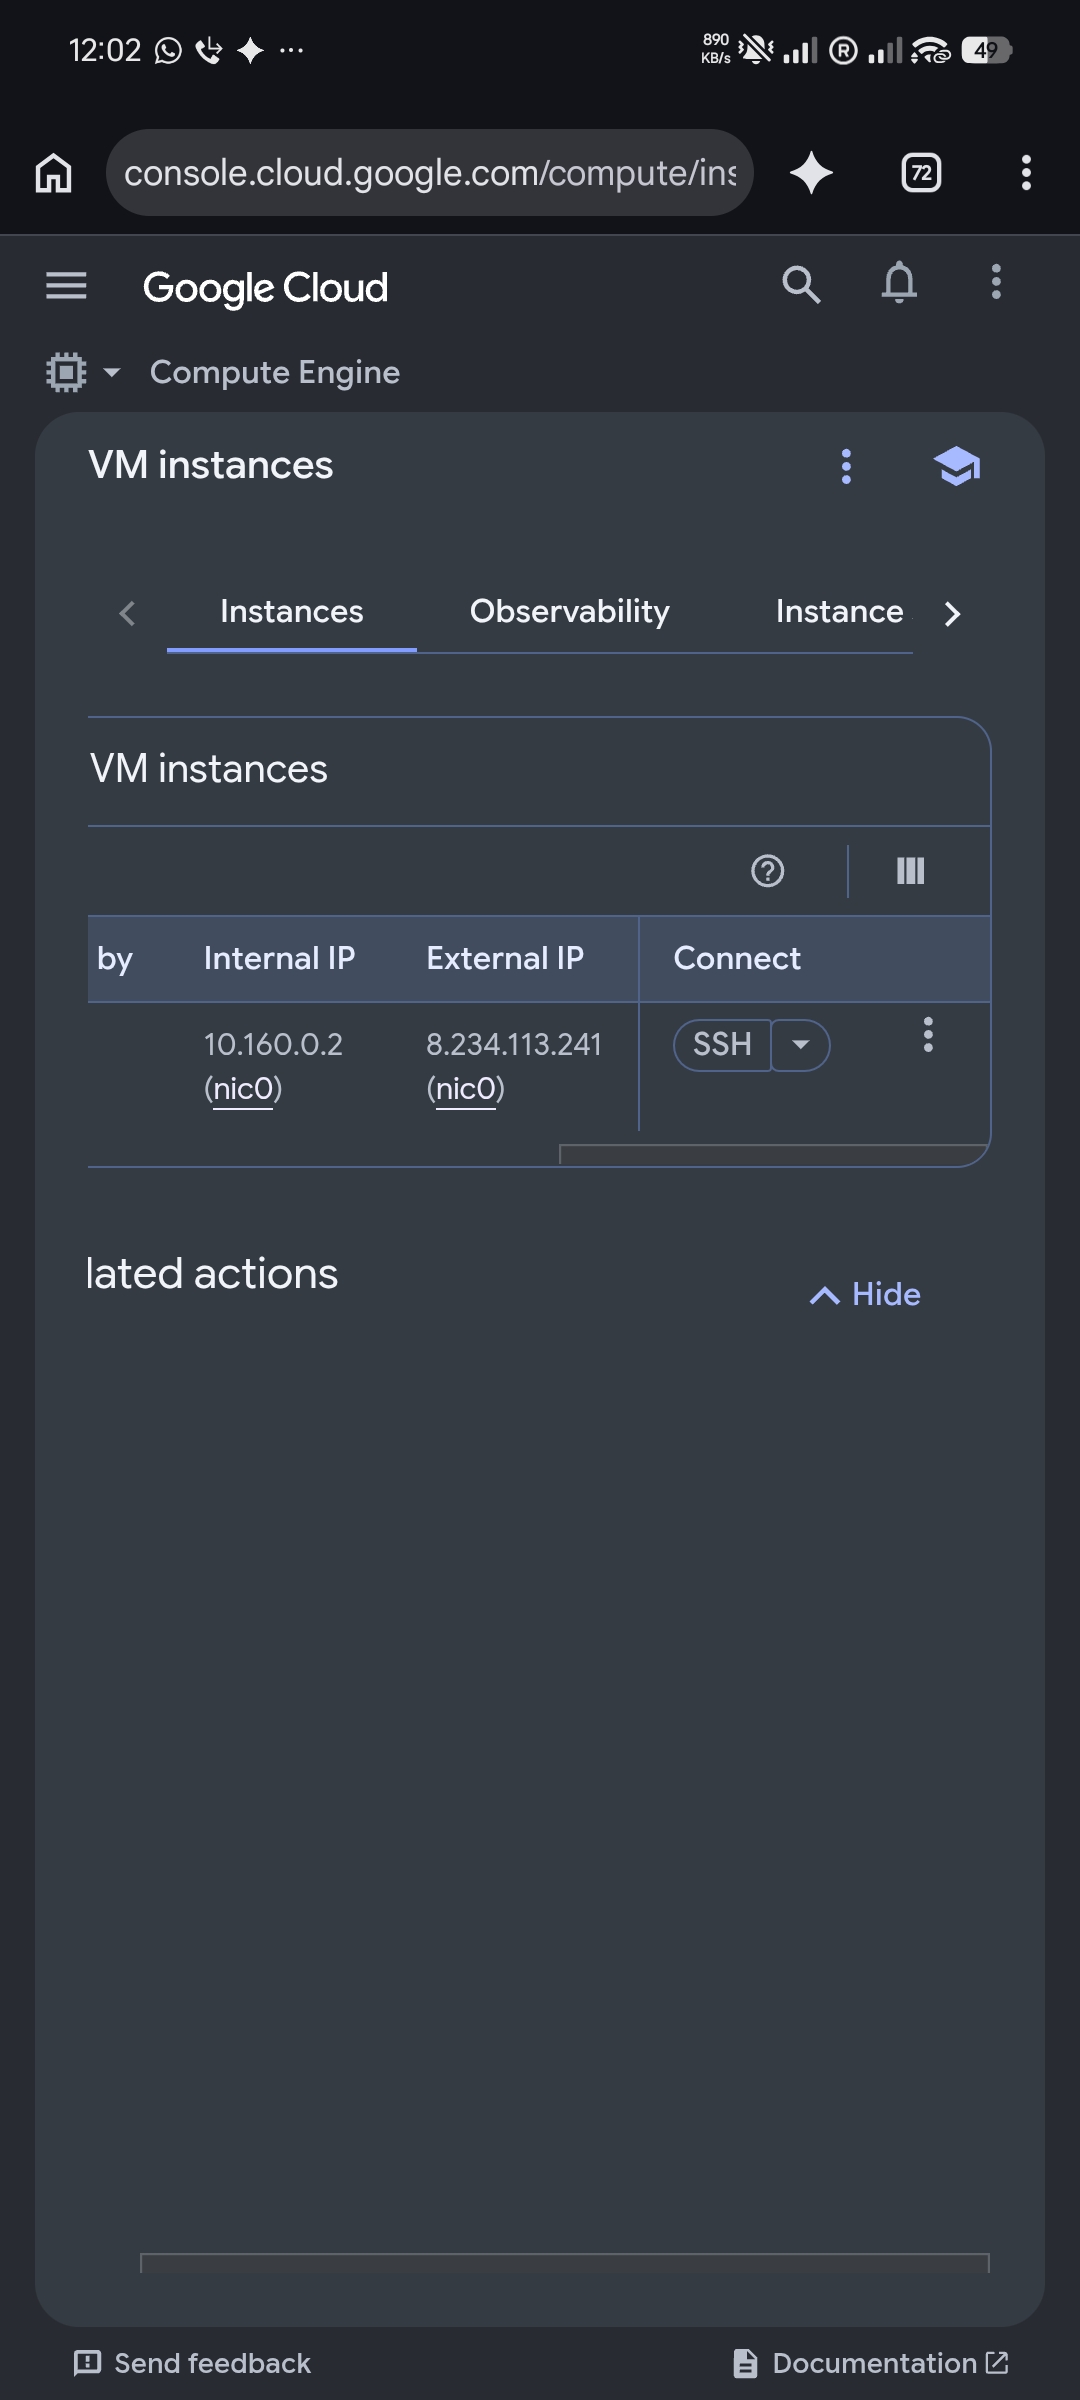 12:02
890
KB/s
R
49
console.cloud.google.com/compute/ins
72
Google Cloud
Compute Engine
VM instances
Instances
Observability
Instance
VM instances
by
Internal IP
External IP
Connect
10.160.0.2
(nic0)
8.234.113.241
(nic0)
SSH
lated actions
Hide
Send feedback
Documentation